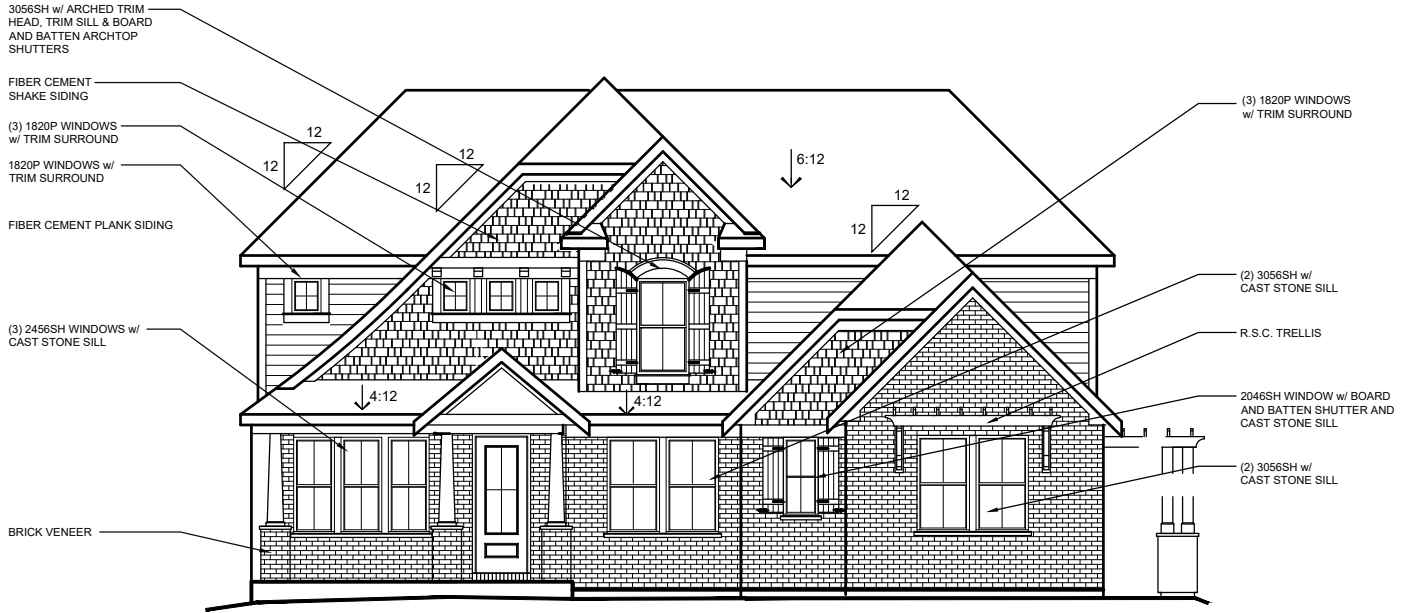 3056SH w/ ARCHED TRIM
HEAD, TRIM SILL & BOARD
AND BATTEN ARCHTOP
SHUTTERS
FIBER CEMENT
SHAKE SIDING
(3) 1820P WINDOWS
w/ TRIM SURROUND
1820P WINDOWS w/
TRIM SURROUND
FIBER CEMENT PLANK SIDING
(3) 2456SH WINDOWS w/
CAST STONE SILL
BRICK VENEER
12
12
12
12
6:12
12
12
4:12
4:12
(3) 1820P WINDOWS
w/ TRIM SURROUND
(2) 3056SH w/
CAST STONE SILL
R.S.C. TRELLIS
2046SH WINDOW w/ BOARD
AND BATTEN SHUTTER AND
CAST STONE SILL
(2) 3056SH w/
CAST STONE SILL